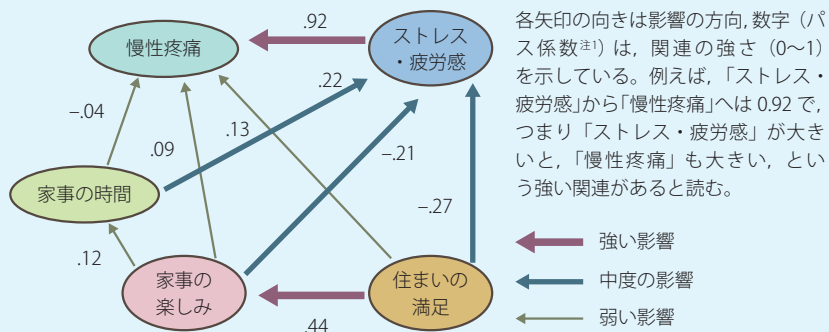 .92
慢性疼痛
ストレス
・疲労感
.22
−.04
.13
.09
−.21
家事の時間
−.27
.12
家事の
楽しみ
住まいの
満足
.44
各矢印の向きは影響の方向，数字（パ
ス係数注1）は，関連の強さ（0〜1）
を示している。例えば，「ストレス・
疲労感」から「慢性疼痛」へは 0.92 で，
つまり「ストレス・疲労感」が大き
いと，「慢性疼痛」も大きい，とい
う強い関連があると読む。
強い影響
中度の影響
弱い影響